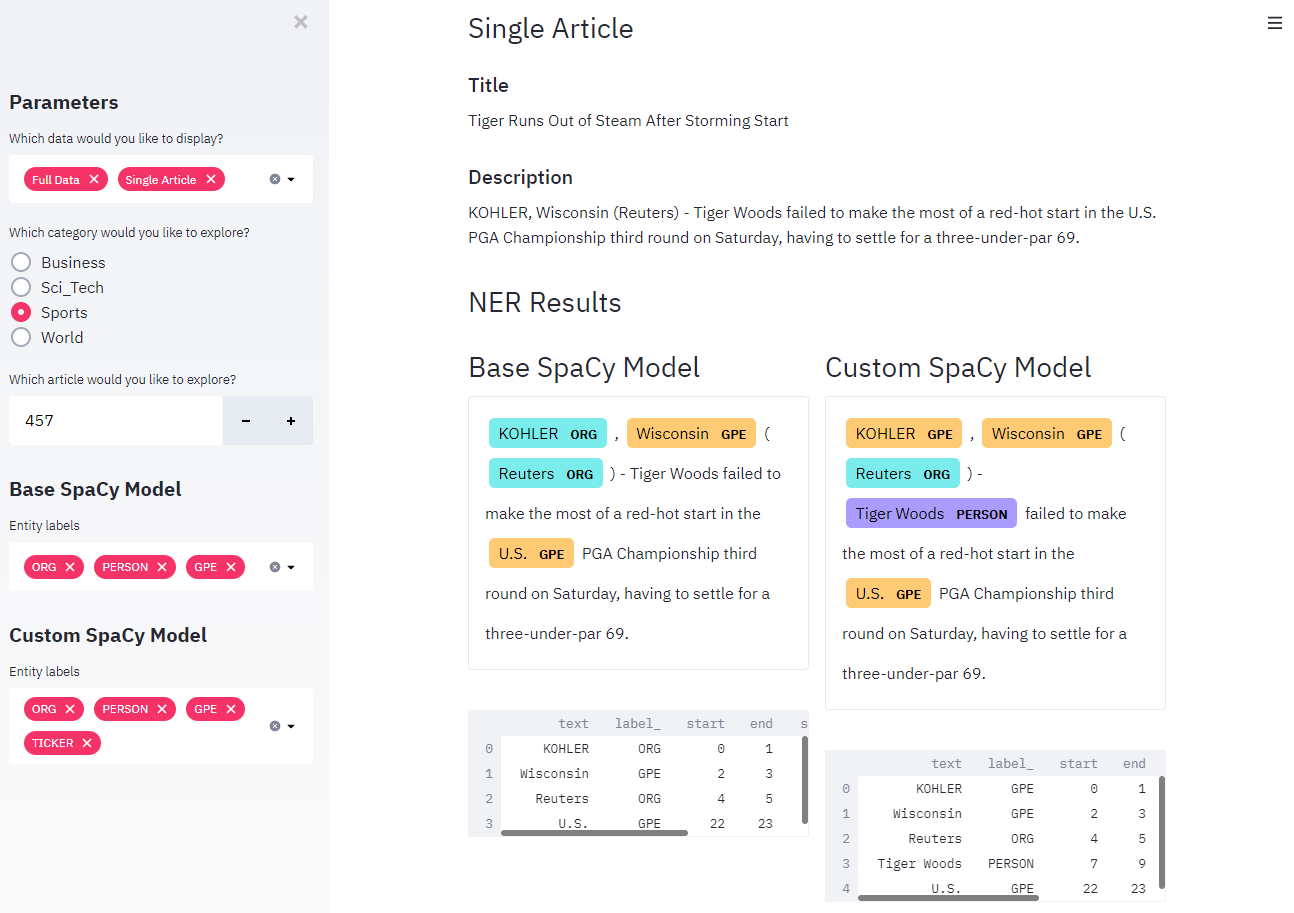 Parameters
Which data would you like to display?
Full Data
Single Article
Which category would you like to explore?
Business
Sci_Tech
Sports
World
Which article would you like to explore?
457
Base SpaCy Model
Entity labels
ORG PERSON GPE
Custom SpaCy Model
Entity labels
ORG PERSON GPE
TICKER
Single Article
Title
Tiger Runs Out of Steam After Storming Start
Description
KOHLER, Wisconsin (Reuters) - Tiger Woods failed to make the most of a red-hot start in the U.S.
PGA Championship third round on Saturday, having to settle for a three-under-par 69.
NER Results
Base SpaCy Model
KOHLER ORG , Wisconsin GPE (
Reuters ORG ) - Tiger Woods failed to
make the most of a red-hot start in the
U.S. GPE PGA Championship third
round on Saturday, having to settle for a
three-under-par 69.
text label_ start end s
0 KOHLER ORG 0 1
1 Wisconsin GPE 2 3
2 Reuters ORG 4 5
3 U.S. GPE 22 23
Custom SpaCy Model
KOHLER GPE , Wisconsin GPE (
Reuters ORG ) -
Tiger Woods PERSON failed to make
the most of a red-hot start in the
U.S. GPE PGA Championship third
round on Saturday, having to settle for a
three-under-par 69.
text label_ start end
0 KOHLER GPE 0 1
1 Wisconsin GPE 2 3
2 Reuters ORG 4 5
3 Tiger Woods PERSON 7 9
4 U.S. GPE 22 23